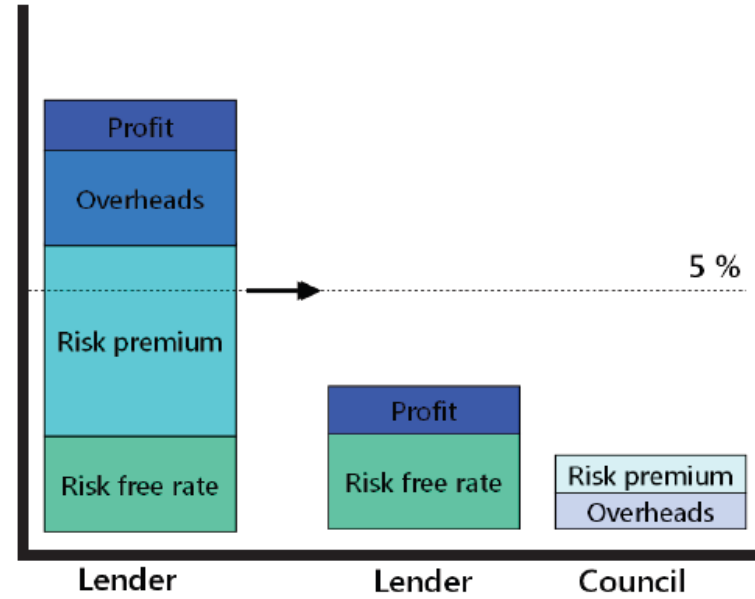 Profit
Overheads
5 %
Risk premium
Profit
Risk free rate
Risk free rate
Risk premium
Overheads
Lender
Lender
Council